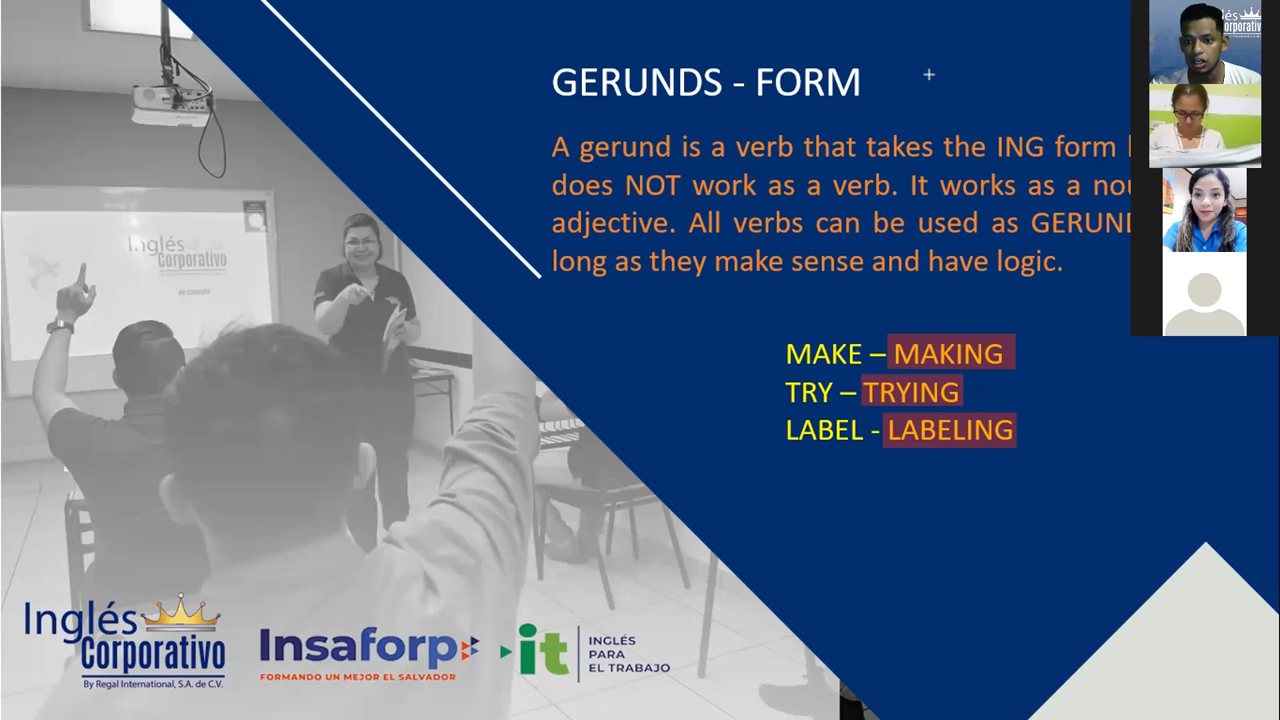 GERUNDS - FORM
A gerund is a verb that takes the ING form
does NOT work as a verb. It works as a
adjective. All verbs can be used as
long as they make sense and have logic.
MAKE – MAKING
TRY – TRYING
LABEL - LABELING
Inglés
Corporativo
Inglés
Corporativo
By Regal International, S.A. de C.V.
Insaforp
FORMANDO UN MEJOR EL SALVADOR
it
INGLÉS
PARA
EL TRABAJO